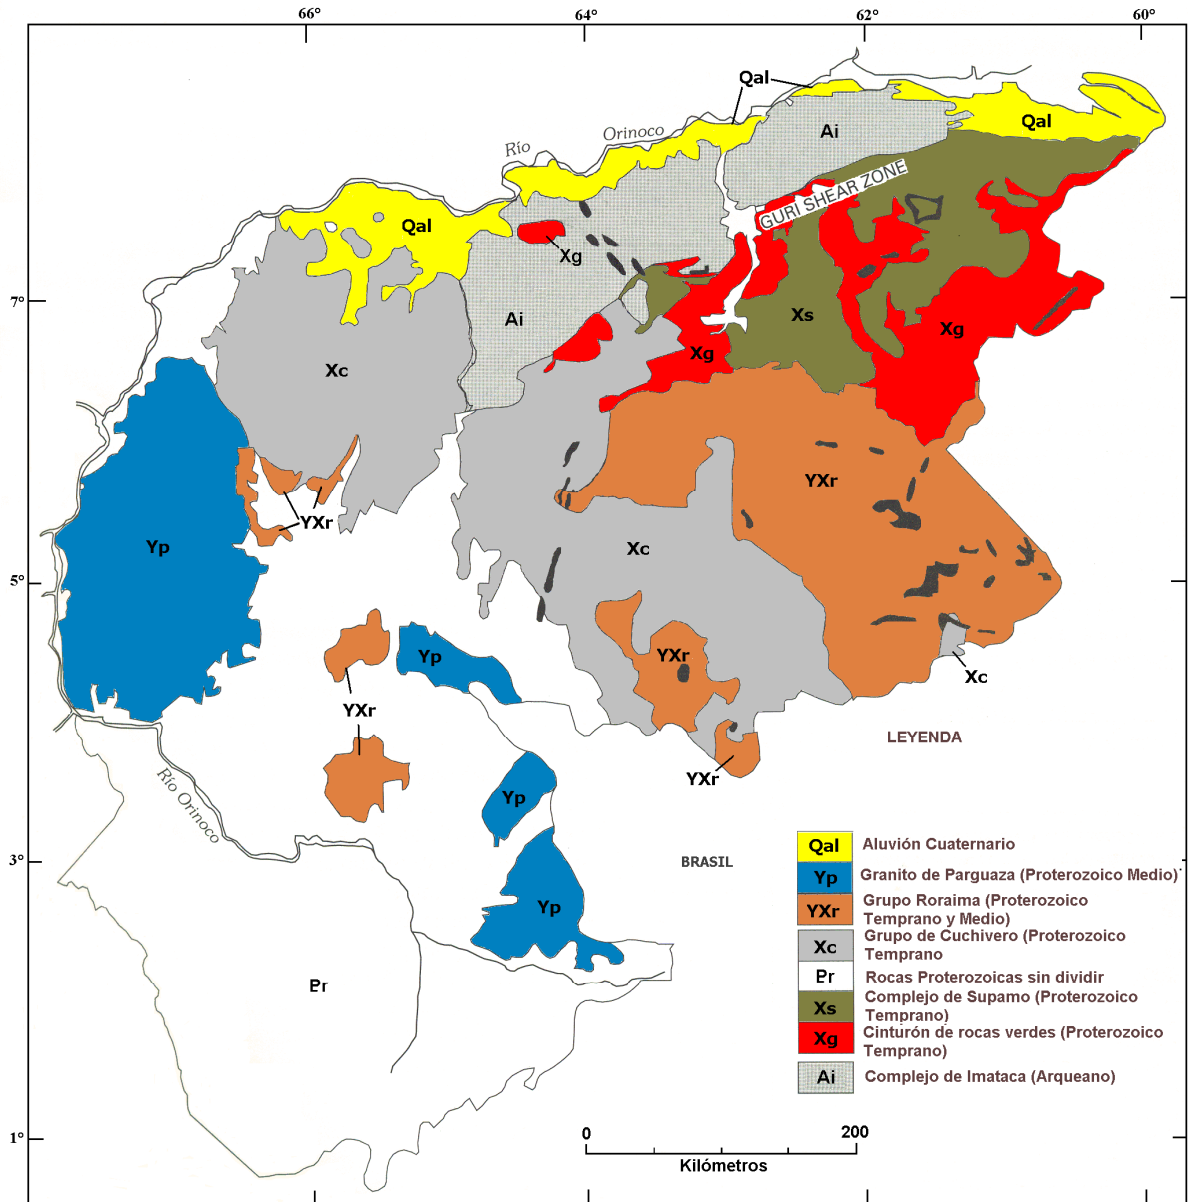 66°
64°
62°
60°
Qal
Ai
Qal
Orinoco
Río
GURI SHEAR ZONE
Qal
Xg
7°
Ai
Xs
Xg
Xg
Xc
YXr
YXr
Yp
Xc
5°
YXr
Yp
Xc
YXr
LEYENDA
YXr
Río Orinoco
Yp
3°
BRASIL
Yp
Pr
1°
Qal Aluvión Cuaternario
Yp Granito de Parguaza (Proterozoico Medio)
YXr Grupo Roraima (Proterozoico
Temprano y Medio)
Xc Grupo de Cuchivero (Proterozoico
Temprano
Pr Rocas Proterozoicas sin dividir
Xs Complejo de Supamo (Proterozoico
Temprano)
Xg Cinturón de rocas verdes (Proterozoico
Temprano)
Ai Complejo de Imataca (Arqueano)
0 200
Kilómetros